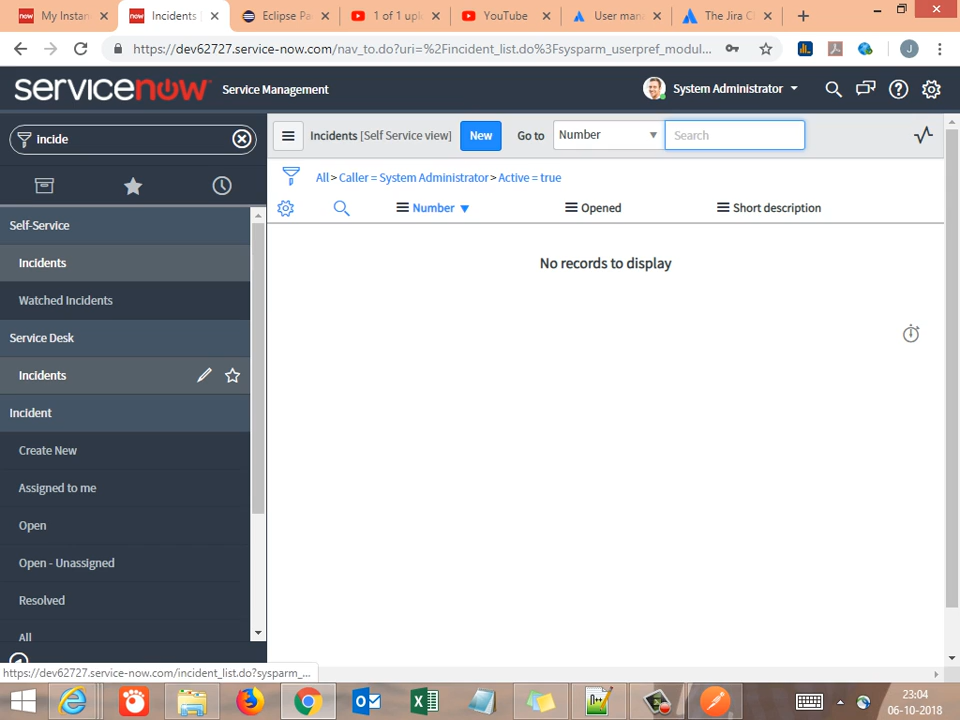 now My Instan
now Incidents
Eclipse Pa
1 of 1 uplo
YouTube
User mana
The Jira C
https://dev62727.service-now.com/nav_to.do?uri=%2Fincident_list.do%3Fsysparm_userpref_modul...
J
servicenow
Service Management
System Administrator
incide
Incidents [Self Service view]
New
Go to
Number
Search
All > Caller = System Administrator > Active = true
Number
Opened
Short description
No records to display
Self-Service
Incidents
Watched Incidents
Service Desk
Incidents
Incident
Create New
Assigned to me
Open
Open - Unassigned
Resolved
All
https://dev62727.service-now.com/incident_list.do?sysparm_...
23:04
06-10-2018